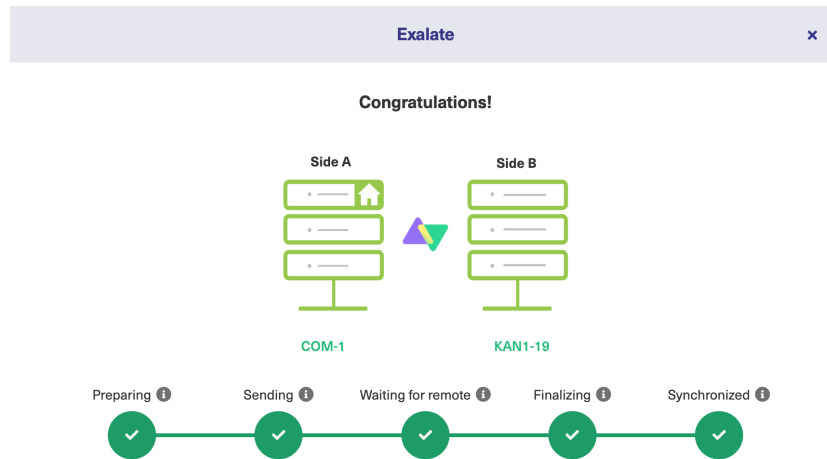 Exalate
Congratulations!
Side A
Side B
COM-1
KAN1-19
Preparing
Sending
Waiting for remote
Finalizing
Synchronized